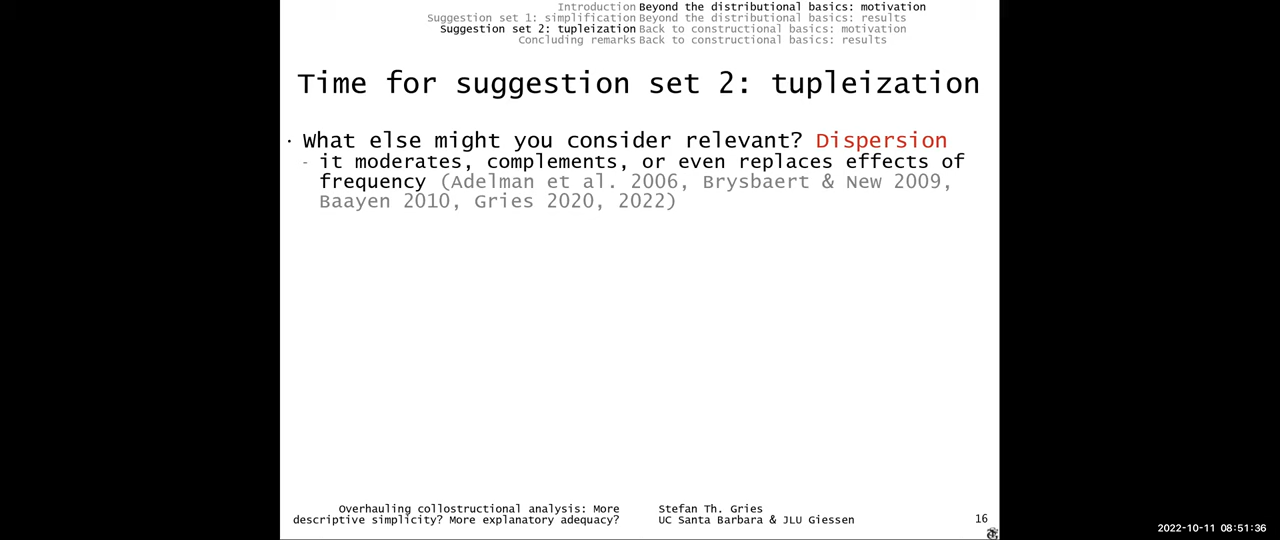 Introduction Beyond the distributional basics: motivation
Suggestion set 1: simplification Beyond the distributional basics: results
Suggestion set 2: tupleization Back to constructional basics: motivation
Concluding remarks Back to constructional basics: results
Time for suggestion set 2: tupleization
· What else might you consider relevant? Dispersion
- it moderates, complements, or even replaces effects of
frequency (Adelman et al. 2006, Brysbaert & New 2009,
Baayen 2010, Gries 2020, 2022)
Overhauling collostructional analysis: More
descriptive simplicity? More explanatory adequacy?
Stefan Th. Gries
UC Santa Barbara & JLU Giessen
16
2022-10-11 08:51:36